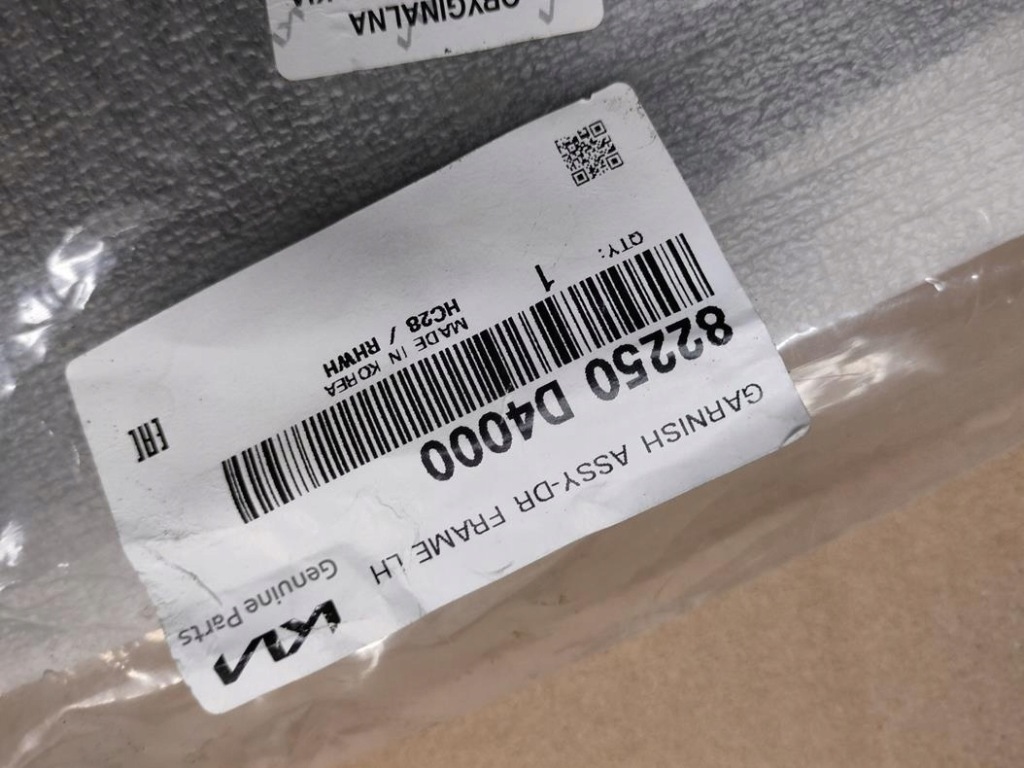 KIA Genuine Parts
GARNISH ASSY-DR FRAME LH
82250 D4000
QTY: 1
MADE IN KOREA
HC28 / RHWH
EAC
ORYGINALNA
KIA